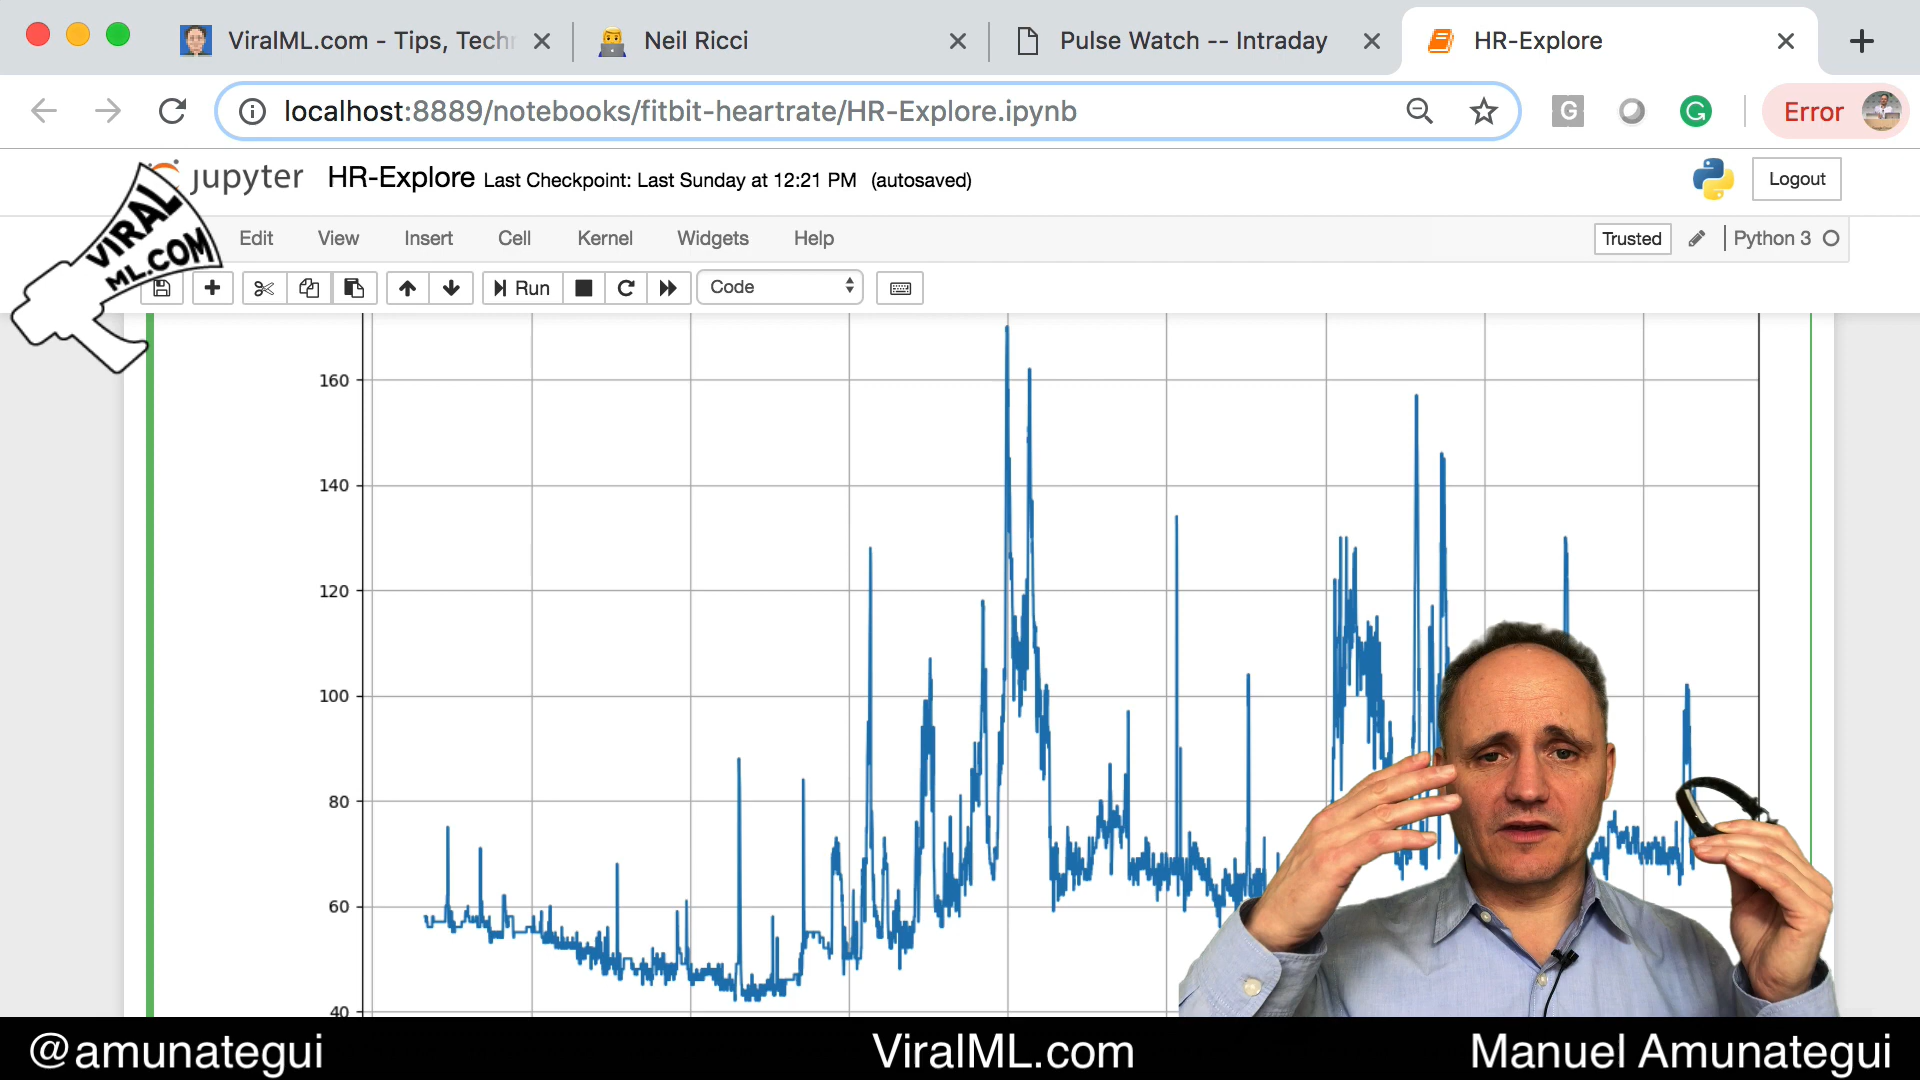 ViralML.com - Tips, Techn
Neil Ricci
Pulse Watch -- Intraday
HR-Explore
localhost:8889/notebooks/fitbit-heartrate/HR-Explore.ipynb
G
G
Error
jupyter HR-Explore Last Checkpoint: Last Sunday at 12:21 PM (autosaved)
Logout
VIRAL
ML.COM
Edit View Insert Cell Kernel Widgets Help
Trusted
Python 3
Run
Code
160
140
120
100
80
60
40
@amunategui
ViralML.com
Manuel Amunategui